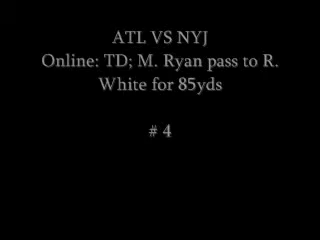 ATL VS NYJ
Online: TD; M. Ryan pass to R.
White for 85yds
# 4